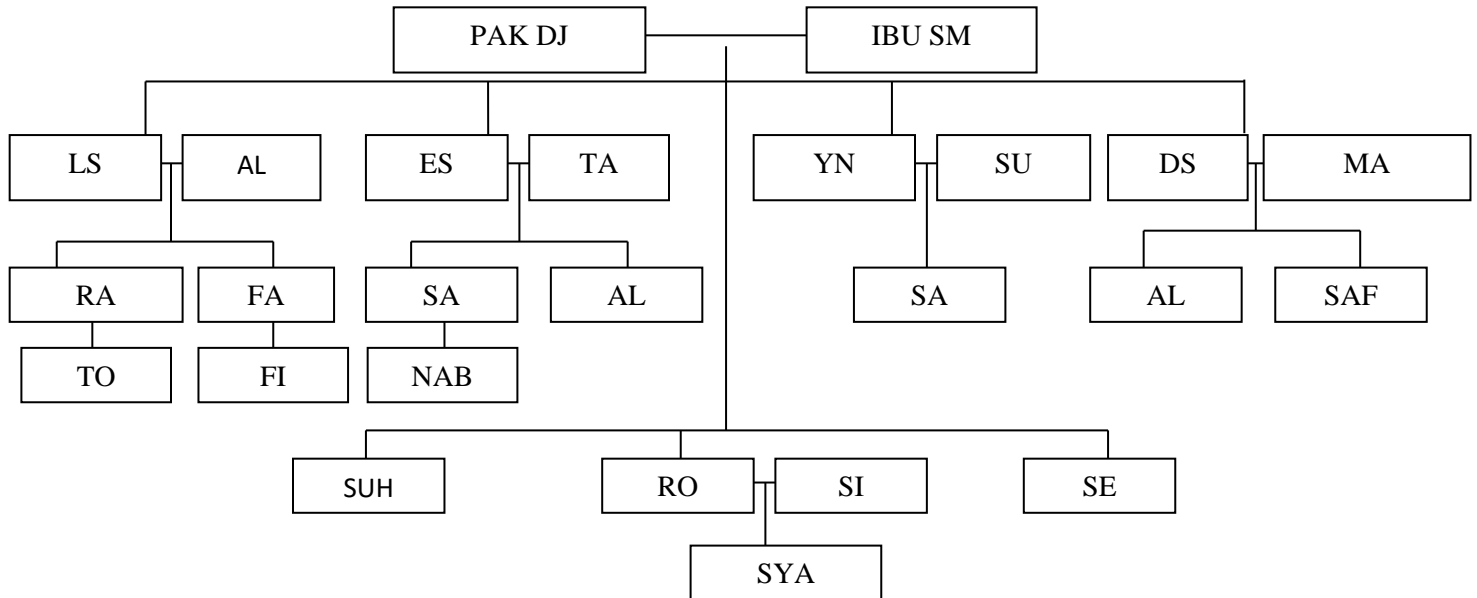 PAK DJ IBU SM
LS AL ES TA YN SU DS MA
RA FA SA AL SA AL SAF
TO FI NAB
SUH RO SI SE
SYA